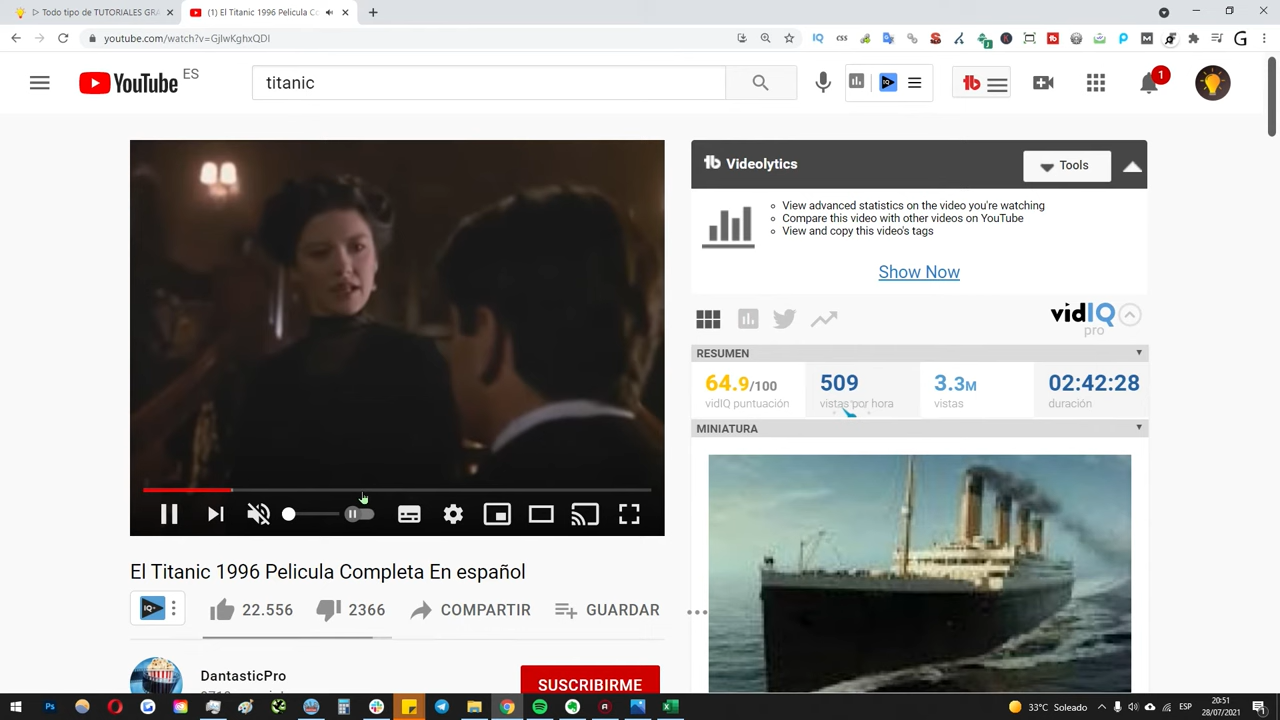 ▷ Todo tipo de TUTORIALES GRA
(1) El Titanic 1996 Pelicula Co
youtube.com/watch?v=GjlwKghxQDI
YouTube ES
titanic
1
Videolytics
Tools
View advanced statistics on the video you're watching
Compare this video with other videos on YouTube
View and copy this video's tags
Show Now
vidIQ
pro
RESUMEN
64.9/100
vidIQ puntuación
509
vistas por hora
3.3M
vistas
02:42:28
duración
MINIATURA
El Titanic 1996 Pelicula Completa En español
22.556
2366
COMPARTIR
GUARDAR
DantasticPro
SUSCRIBIRME
33°C Soleado
ESP
20:51
28/07/2021